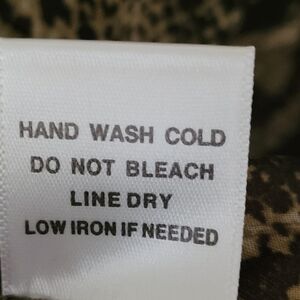 HAND WASH COLD
DO NOT BLEACH
LINE DRY
LOW IRON IF NEEDED